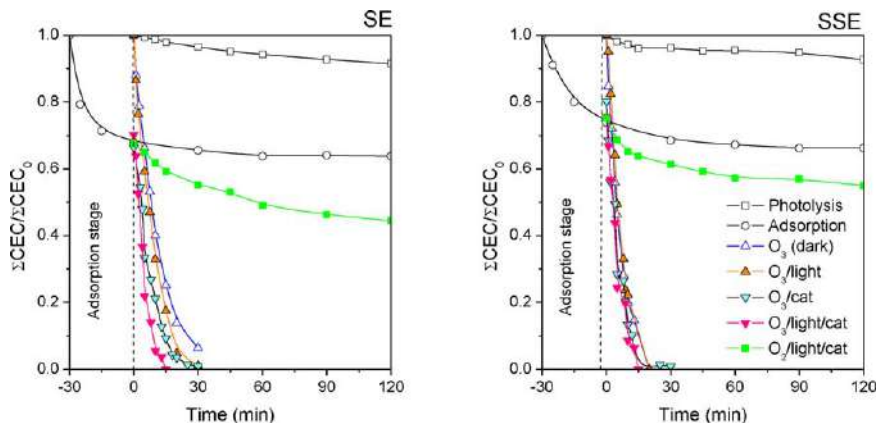 SE
ΣCEC/ΣCEC₀
1.0
0.8
0.6
0.4
0.2
0.0
Adsorption stage
-30 0 30 60 90 120
Time (min)
SSE
ΣCEC/ΣCEC₀
1.0
0.8
0.6
0.4
0.2
0.0
Adsorption stage
Photolysis
Adsorption
O₃ (dark)
O₃/light
O₃/cat
O₃/light/cat
O₂/light/cat
-30 0 30 60 90 120
Time (min)